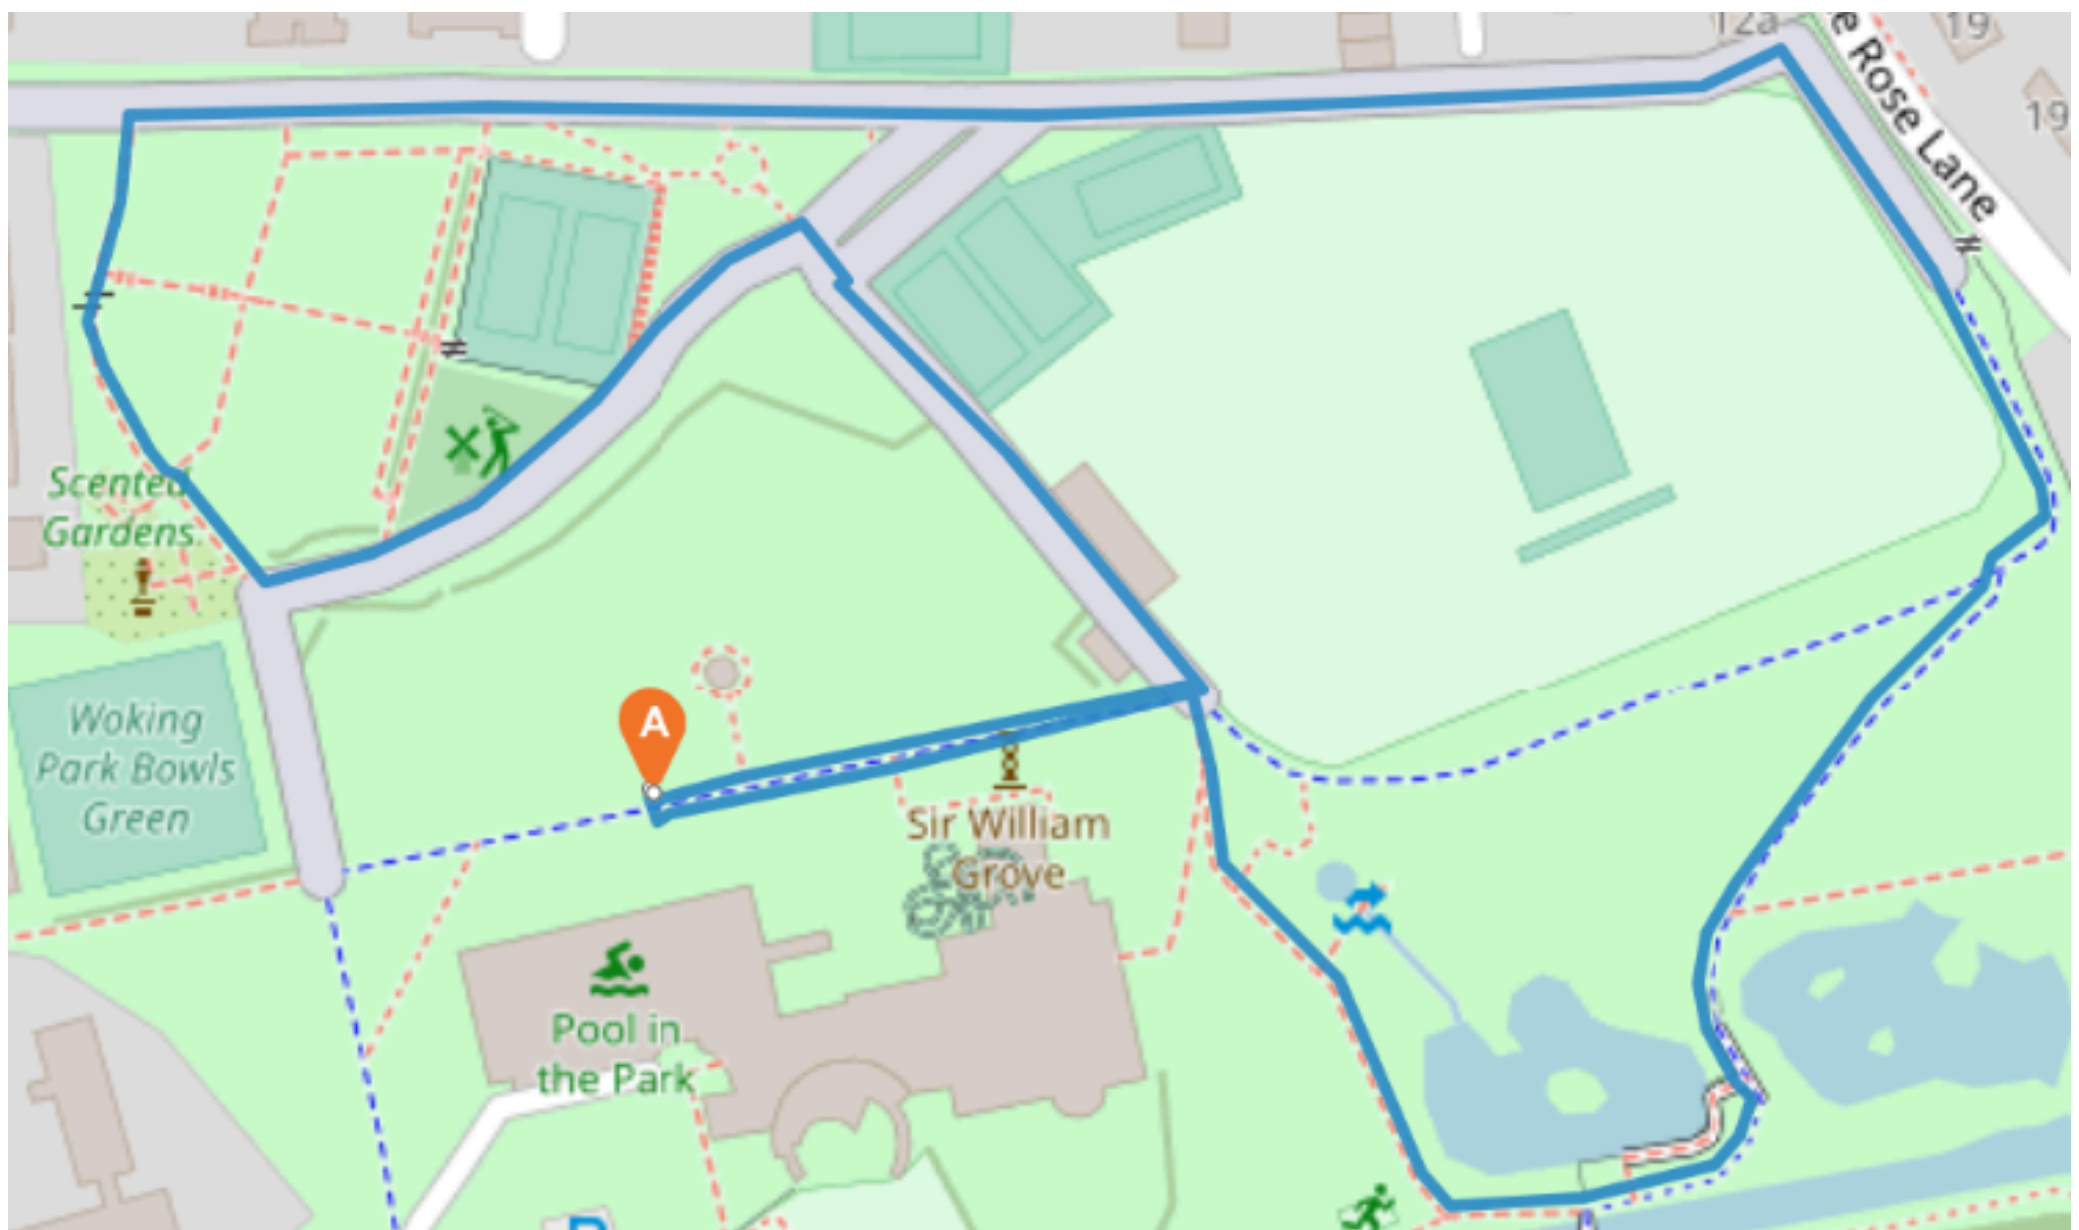 12a
19
e Rose Lane
19
Scented
Gardens
A
Woking
Park Bowls
Green
Sir William
Grove
Pool in
the Park